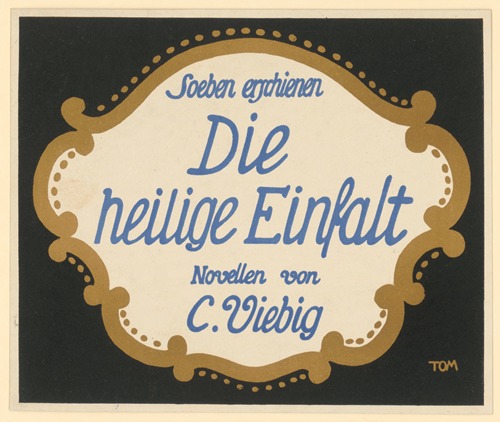 Soeben erschienen
Die
heilige Einfalt
Novellen von
C. Viebig
TOM